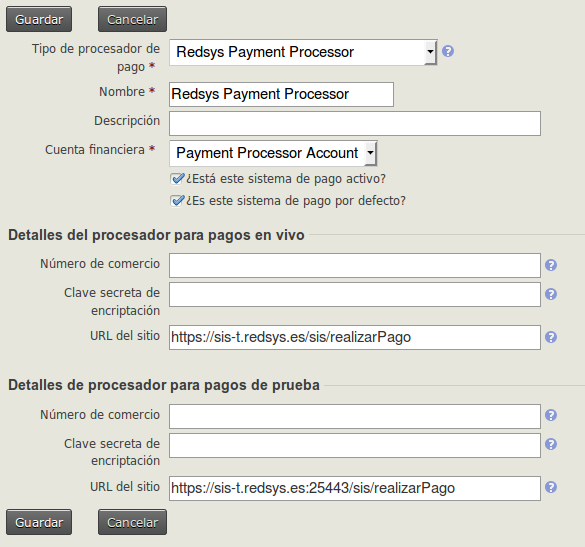 Guardar Cancelar
Tipo de procesador de
pago * Redsys Payment Processor
Nombre * Redsys Payment Processor
Descripción
Cuenta financiera * Payment Processor Account
¿Está este sistema de pago activo?
¿Es este sistema de pago por defecto?
Detalles del procesador para pagos en vivo
Número de comercio
Clave secreta de
encriptación
URL del sitio https://sis-t.redsys.es/sis/realizarPago
Detalles de procesador para pagos de prueba
Número de comercio
Clave secreta de
encriptación
URL del sitio https://sis-t.redsys.es:25443/sis/realizarPago
Guardar Cancelar